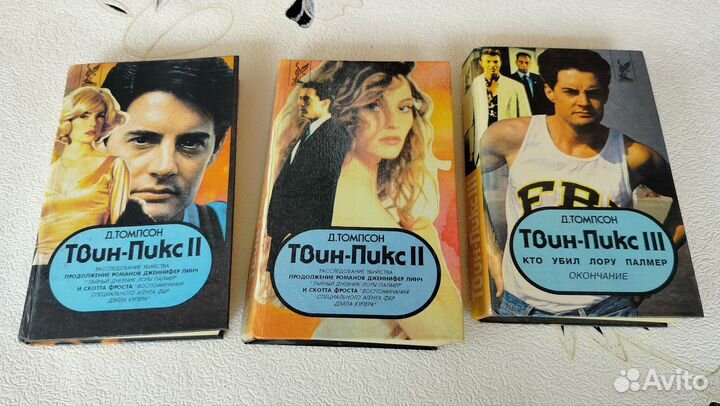 Д.ТОМПСОН
ТВин-Пикс II
РАССЛЕДОВАНИЕ УБИЙСТВА
ПРОДОЛЖЕНИЕ РОМАНОВ ДЖЕННИФЕР ЛИНЧ
"ТАЙНЫЙ ДНЕВНИК ЛОРЫ ПАЛМЕР"
И СКОТТА ФРОСТА "ВОСПОМИНАНИЯ
СПЕЦИАЛЬНОГО АГЕНТА ФБР
ДЭЙЛА КУПЕРА"
Д.ТОМПСОН
ТВин-Пикс II
РАССЛЕДОВАНИЕ УБИЙСТВА
ПРОДОЛЖЕНИЕ РОМАНОВ ДЖЕННИФЕР ЛИНЧ
"ТАЙНЫЙ ДНЕВНИК ЛОРЫ ПАЛМЕР"
И СКОТТА ФРОСТА "ВОСПОМИНАНИЯ
СПЕЦИАЛЬНОГО АГЕНТА ФБР
ДЭЙЛА КУПЕРА"
Д.ТОМПСОН
ТВин-Пикс III
КТО УБИЛ ЛОРУ ПАЛМЕР
ОКОНЧАНИЕ
Avito